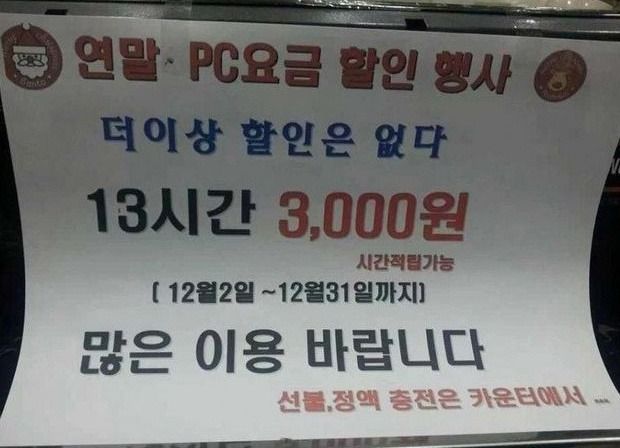 연말 PC요금 할인 행사
더이상 할인은 없다
13시간 3,000원
시간적립가능
( 12월2일 ~12월31일까지)
많은 이용 바랍니다
선불,정액 충전은 카운터에서 ...